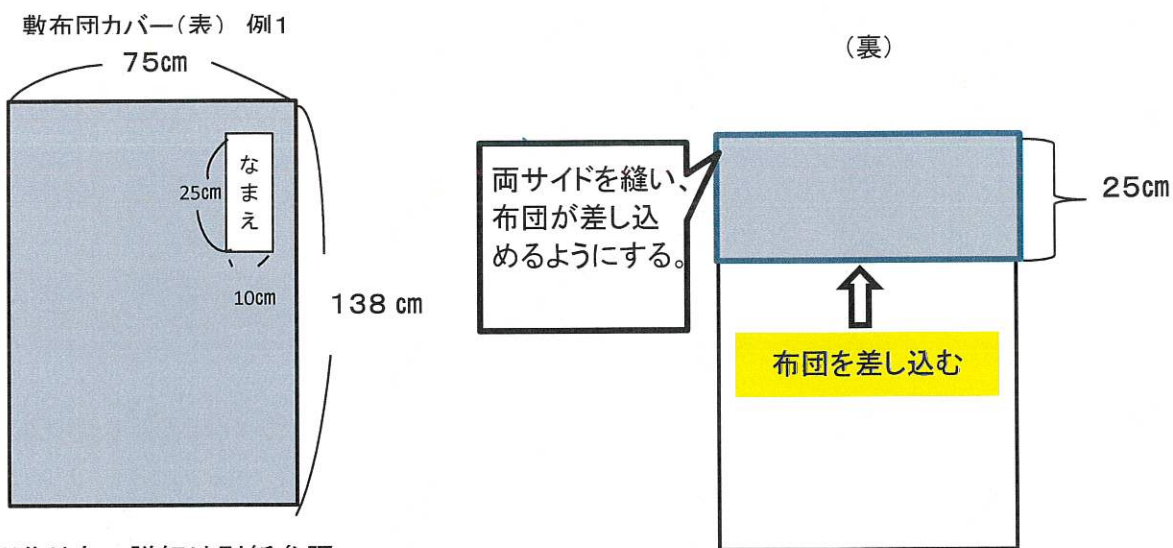 敷布団カバー(表) 例1
75㎝
なまえ
25㎝
10㎝
138 ㎝
(裏)
両サイドを縫い、
布団が差し込
めるようにする。
25㎝
布団を差し込む